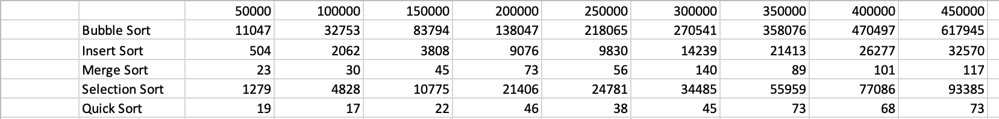 50000 100000 150000 200000 250000 300000 350000 400000 450000
Bubble Sort 11047 32753 83794 138047 218065 270541 358076 470497 617945
Insert Sort 504 2062 3808 9076 9830 14239 21413 26277 32570
Merge Sort 23 30 45 73 56 140 89 101 117
Selection Sort 1279 4828 10775 21406 24781 34485 55959 77086 93385
Quick Sort 19 17 22 46 38 45 73 68 73